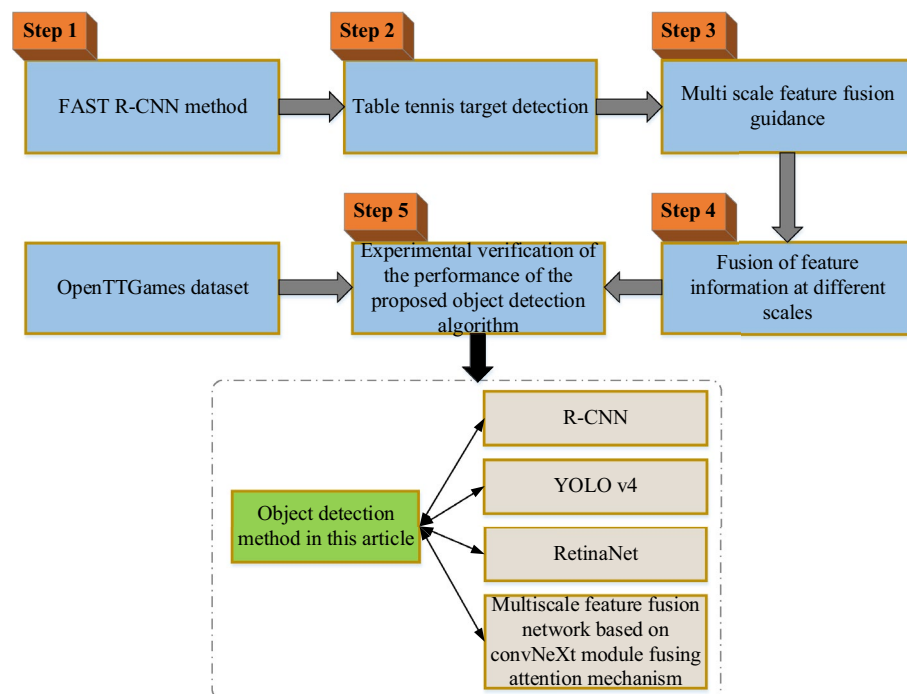 Step 1
FAST R-CNN method
Step 2
Table tennis target detection
Step 3
Multi scale feature fusion
guidance
OpenTTGames dataset
Step 5
Experimental verification of
the performance of the
proposed object detection
algorithm
Step 4
Fusion of feature
information at different
scales
Object detection
method in this article
R-CNN
YOLO v4
RetinaNet
Multiscale feature fusion
network based on
convNeXt module fusing
attention mechanism